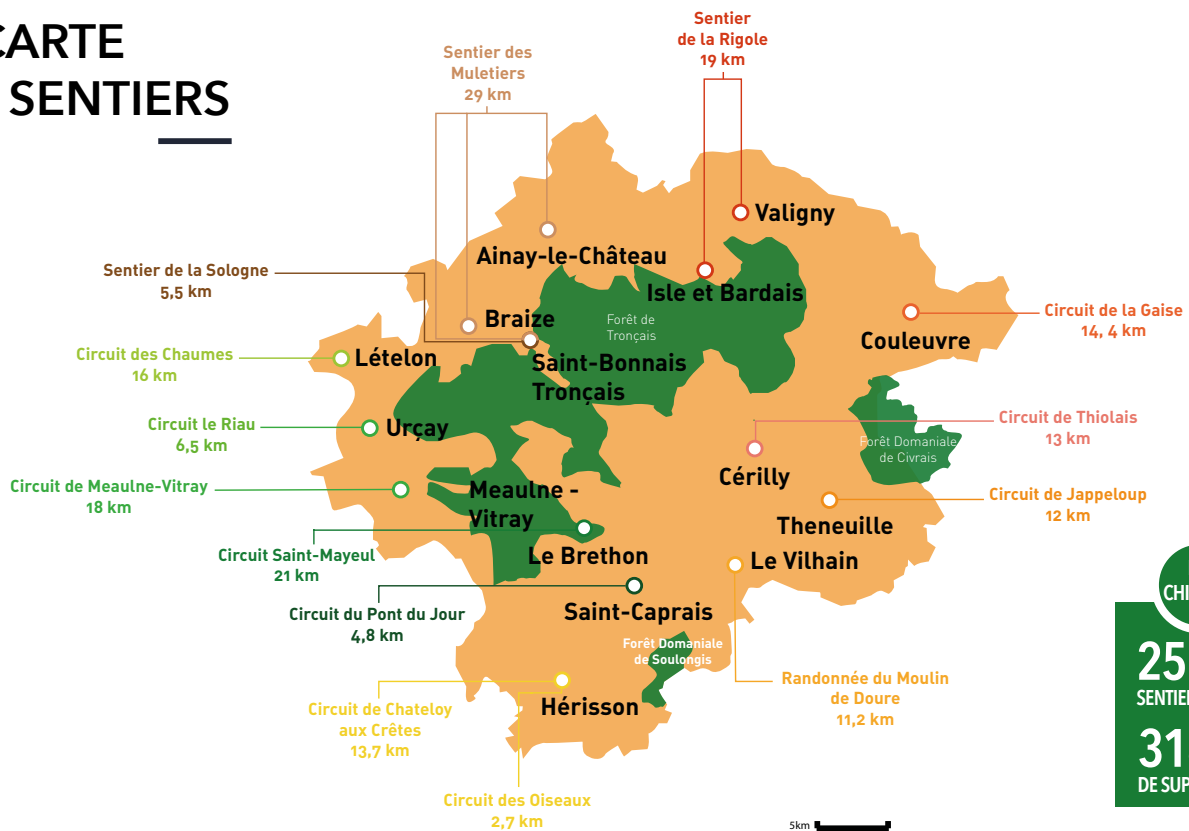 CARTE
SENTIERS
Sentier
de la Rigole
19 km
Sentier des
Muletiers
29 km
Valigny
Ainay-le-Château
Sentier de la Sologne
5,5 km
Isle et Bardais
Circuit de la Gaise
14, 4 km
Braize
Forêt de
Tronçais
Couleuvre
Circuit des Chaumes
16 km
Lételon
Saint-Bonnais
Tronçais
Circuit le Riau
6,5 km
Urçay
Circuit de Thiolais
13 km
Forêt Domaniale
de Civrais
Cérilly
Circuit de Meaulne-Vitray
18 km
Meaulne -
Vitray
Circuit de Jappeloup
12 km
Theneuille
Circuit Saint-Mayeul
21 km
Le Brethon
Le Vilhain
Circuit du Pont du Jour
4,8 km
Saint-Caprais
Forêt Domaniale
de Soulongis
Randonnée du Moulin
de Doure
11,2 km
Circuit de Chateloy
aux Crêtes
13,7 km
Hérisson
Circuit des Oiseaux
2,7 km
5km
CHI
25
SENTIE
31
DE SUP